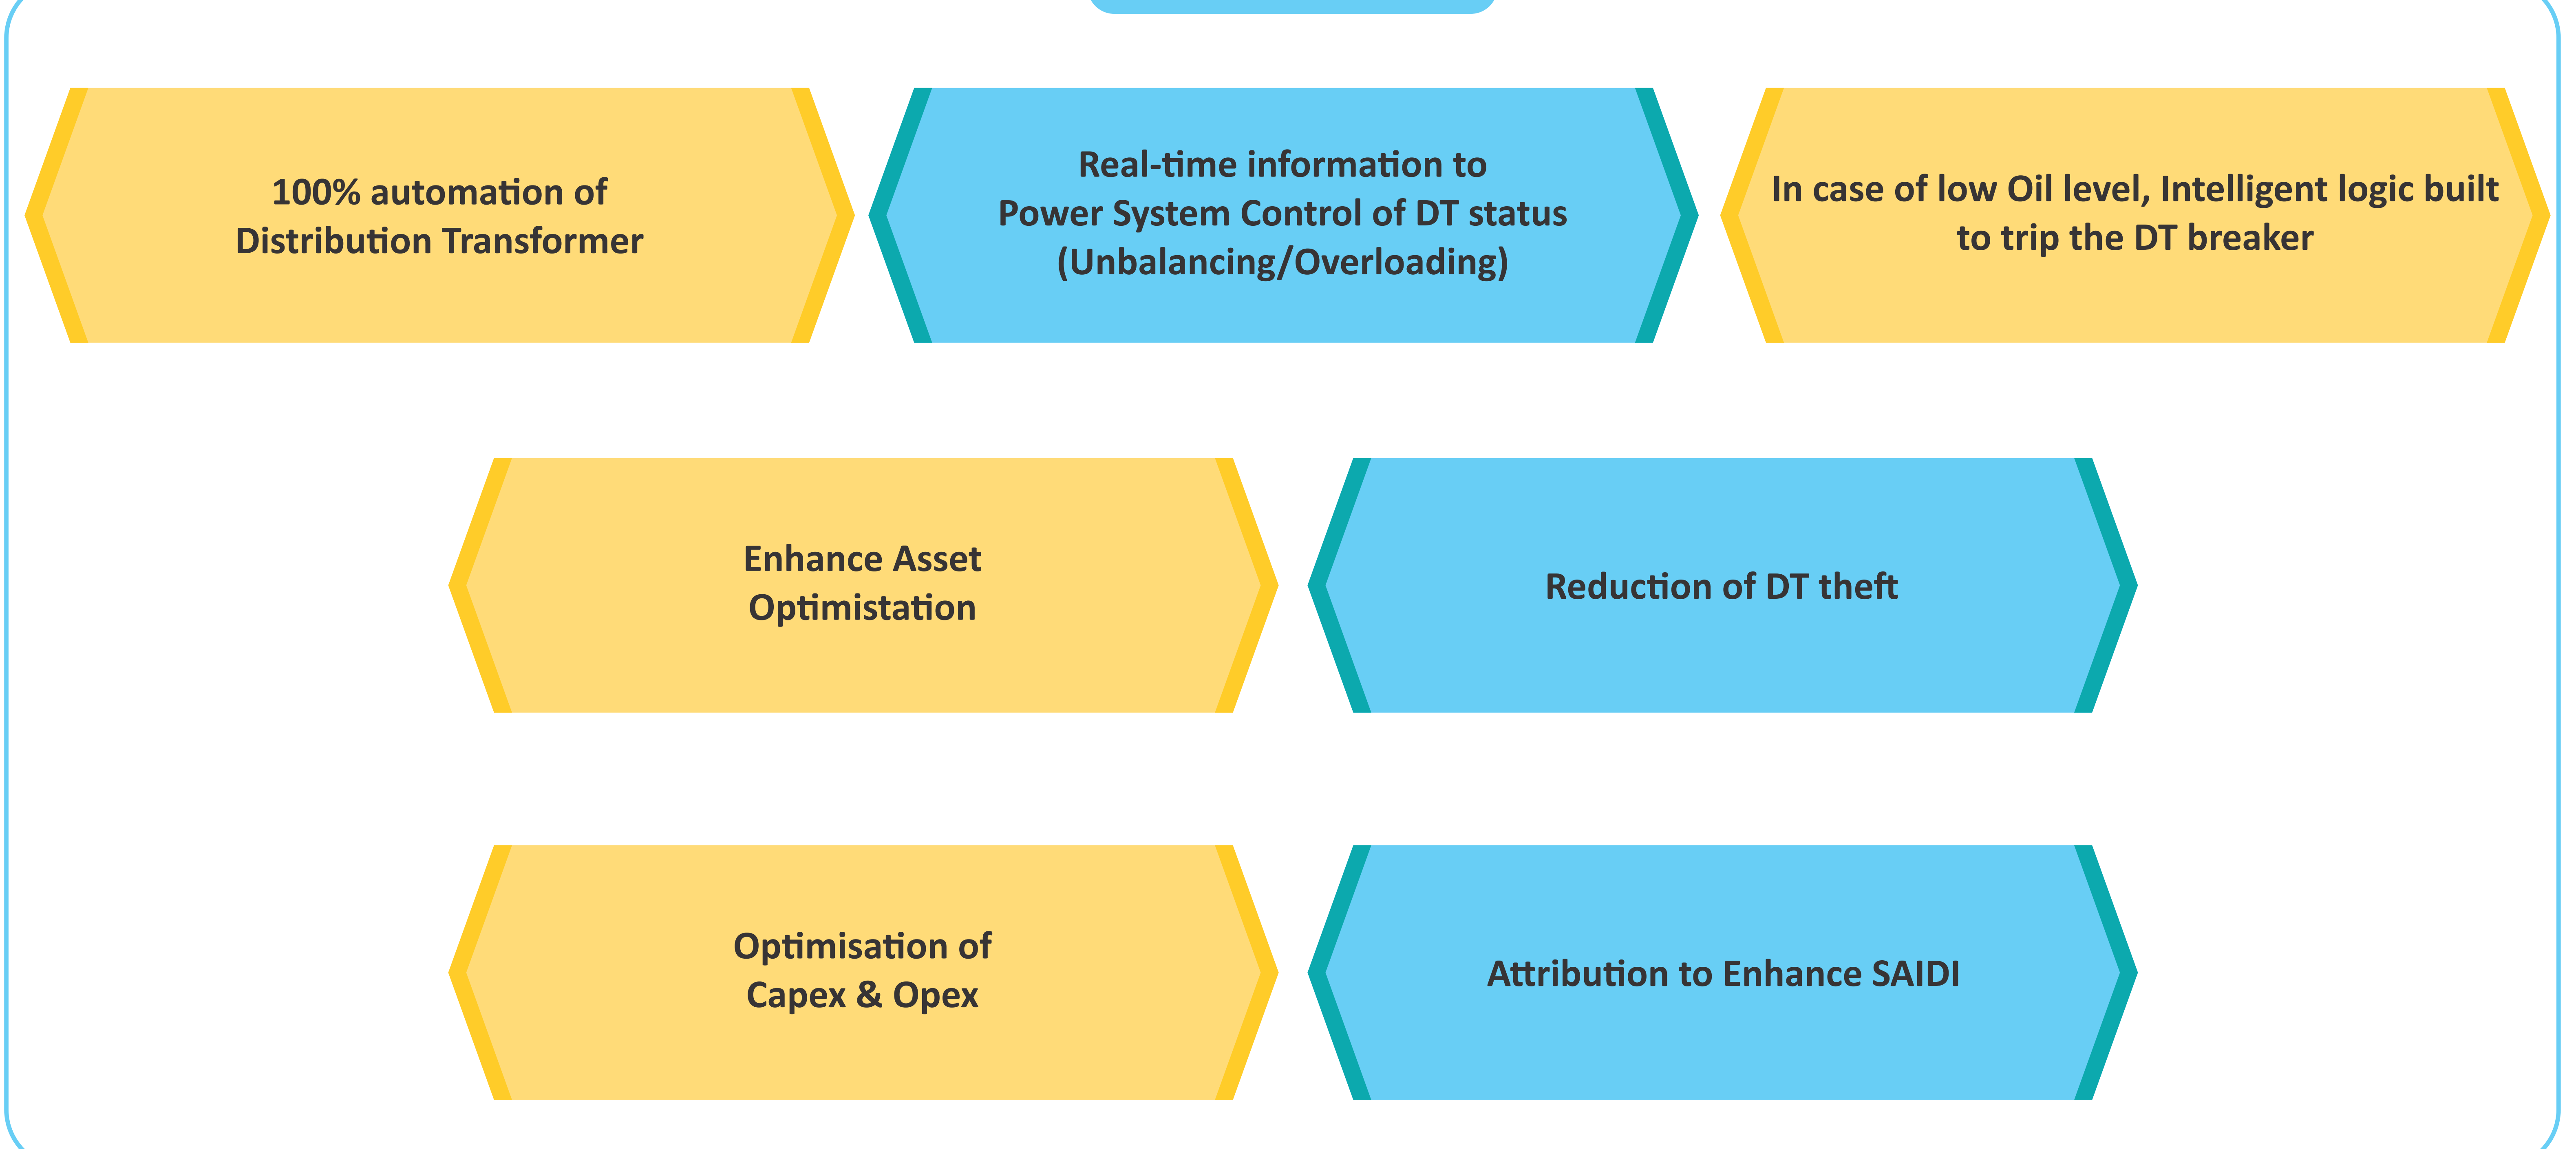 100% automation of
Distribution Transformer
Real-time information to
Power System Control of DT status
(Unbalancing/Overloading)
In case of low Oil level, Intelligent logic built
to trip the DT breaker
Enhance Asset
Optimistation
Reduction of DT theft
Optimisation of
Capex & Opex
Attribution to Enhance SAIDI